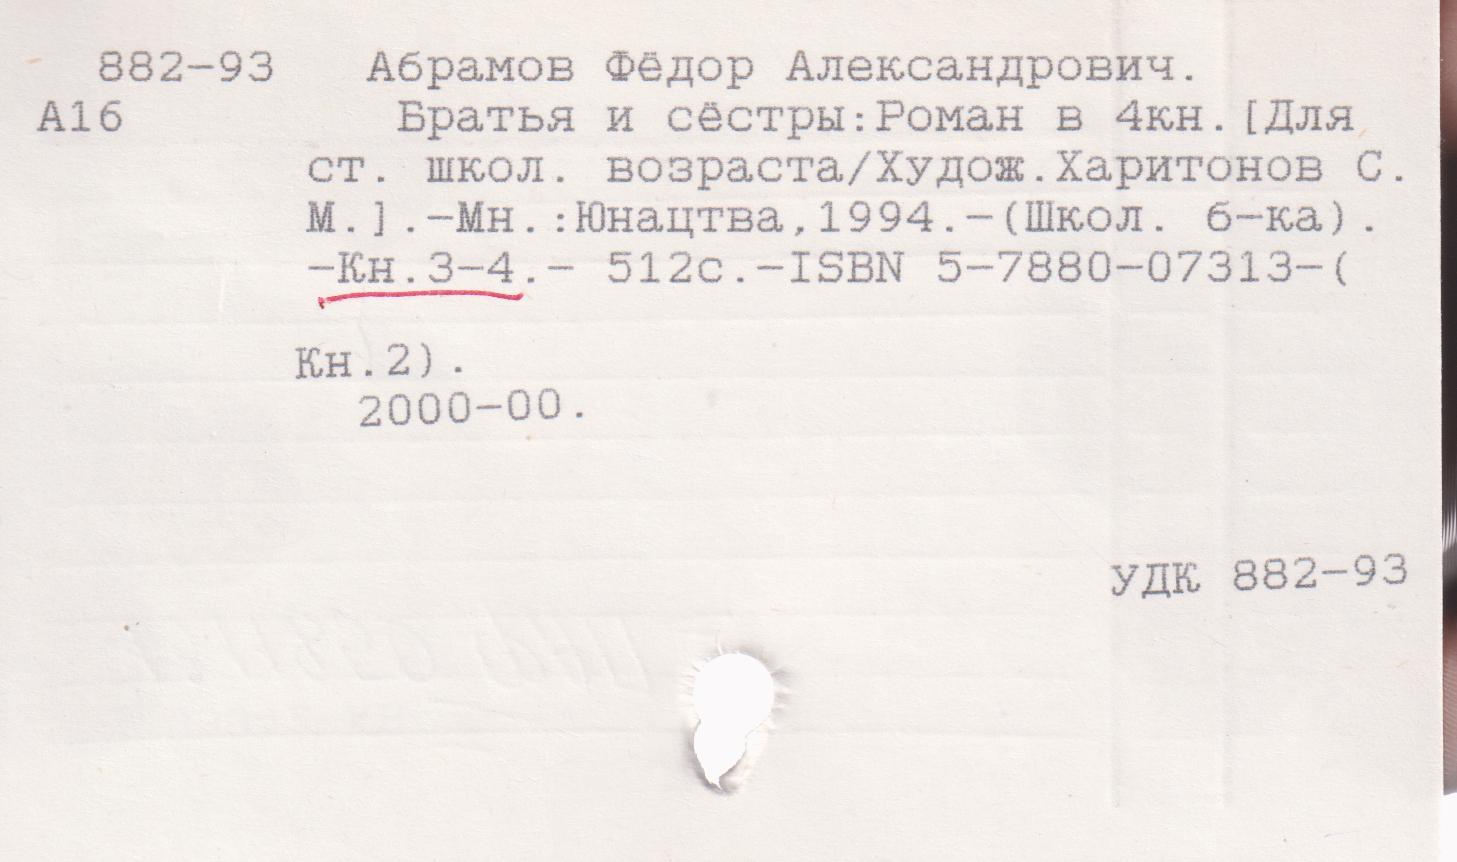 882-93 Абрамов Фёдор Александрович.
А16 Братья и сёстры:Роман в 4кн.[Для
ст. школ. возраста/Худож.Харитонов С.
М.].-Мн.:Юнацтва,1994.-(Школ. б-ка).
-Кн.3-4.- 512с.-ISBN 5-7880-07313-(
Кн.2).
2000-00.
УДК 882-93